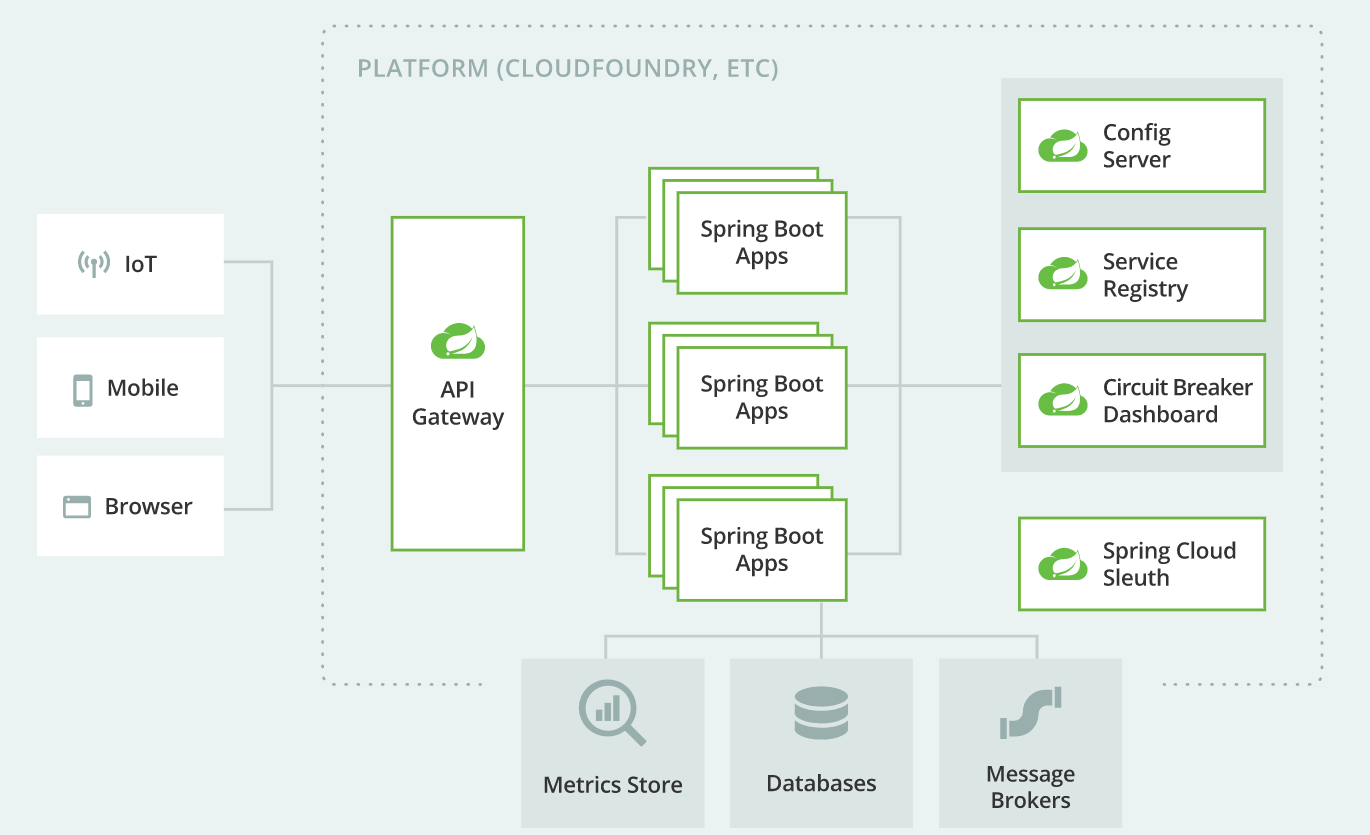 PLATFORM (CLOUDFOUNDRY, ETC)
IoT
Mobile
Browser
API
Gateway
Spring Boot
Apps
Spring Boot
Apps
Spring Boot
Apps
Config
Server
Service
Registry
Circuit Breaker
Dashboard
Spring Cloud
Sleuth
Metrics Store
Databases
Message
Brokers